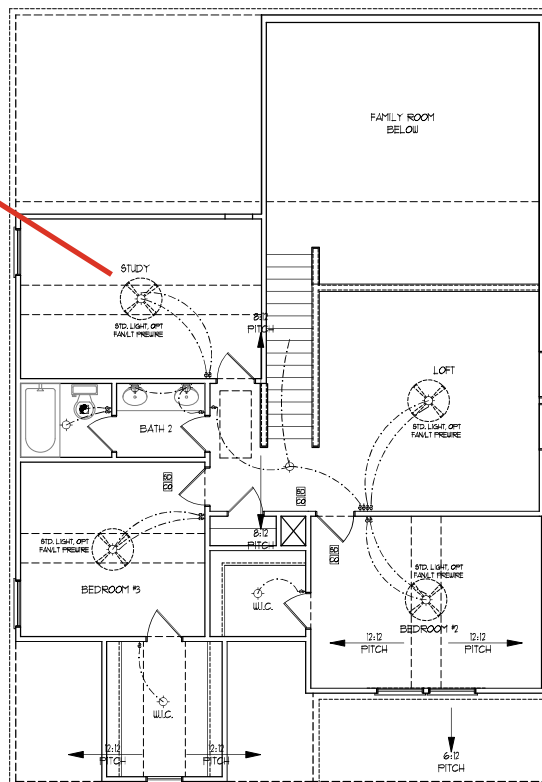 FAMILY ROOM
BELOW
STUDY
STD. LIGHT, OPT
FAN/LT PREWIRE
8:12
PITCH
LOFT
STD. LIGHT, OPT
FAN/LT PREWIRE
BATH 2
8:12
PITCH
STD. LIGHT, OPT
FAN/LT PREWIRE
BEDROOM #3
STD. LIGHT, OPT
FAN/LT PREWIRE
BEDROOM #2
W.I.C.
12:12
PITCH
12:12
PITCH
W.I.C.
12:12
PITCH
12:12
PITCH
6:12
PITCH